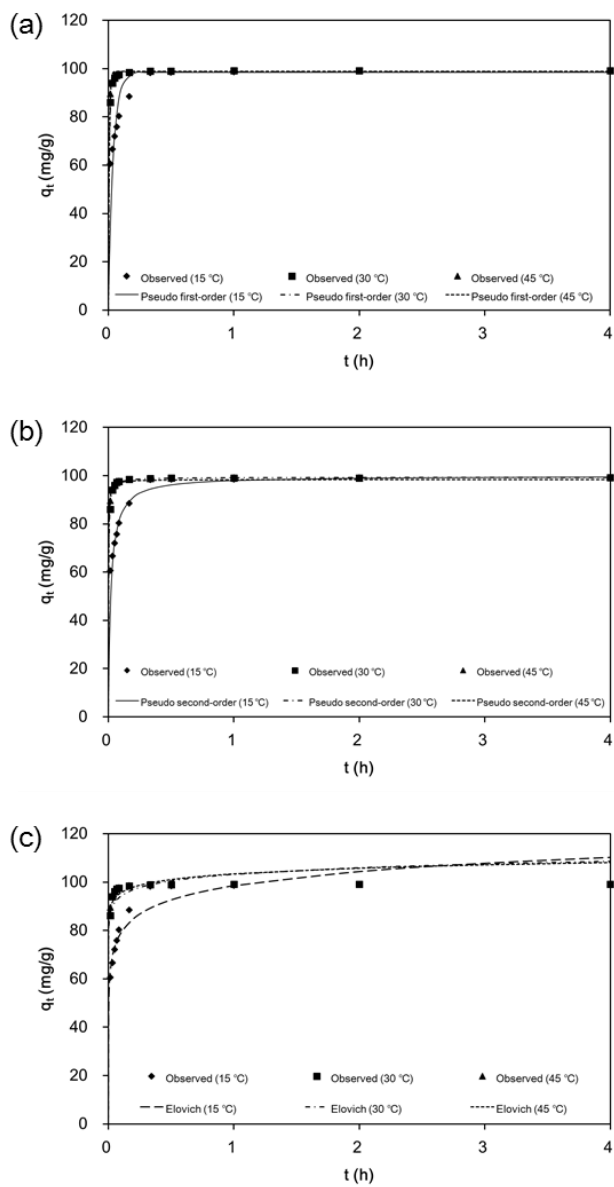 (a)
120
100
80
60
40
20
0
qt (mg/g)
Observed (15 °C) Observed (30 °C) Observed (45 °C)
Pseudo first-order (15 °C) Pseudo first-order (30 °C) Pseudo first-order (45 °C)
0 1 2 3 4
t (h)
(b)
120
100
80
60
40
20
0
qt (mg/g)
Observed (15 °C) Observed (30 °C) Observed (45 °C)
Pseudo second-order (15 °C) Pseudo second-order (30 °C) Pseudo second-order (45 °C)
0 1 2 3 4
t (h)
(c)
120
100
80
60
40
20
0
qt (mg/g)
Observed (15 °C) Observed (30 °C) Observed (45 °C)
Elovich (15 °C) Elovich (30 °C) Elovich (45 °C)
0 1 2 3 4
t (h)